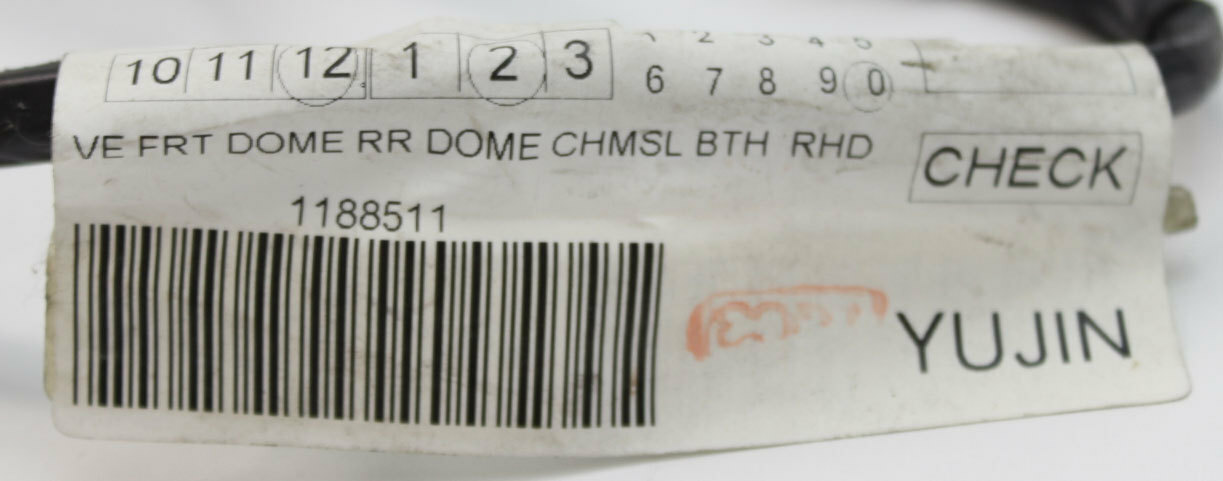 1 2 3 4 5
10 11 12 1 2 3 6 7 8 9 0
VE FRT DOME RR DOME CHMSL BTH RHD
CHECK
1188511
YUJIN